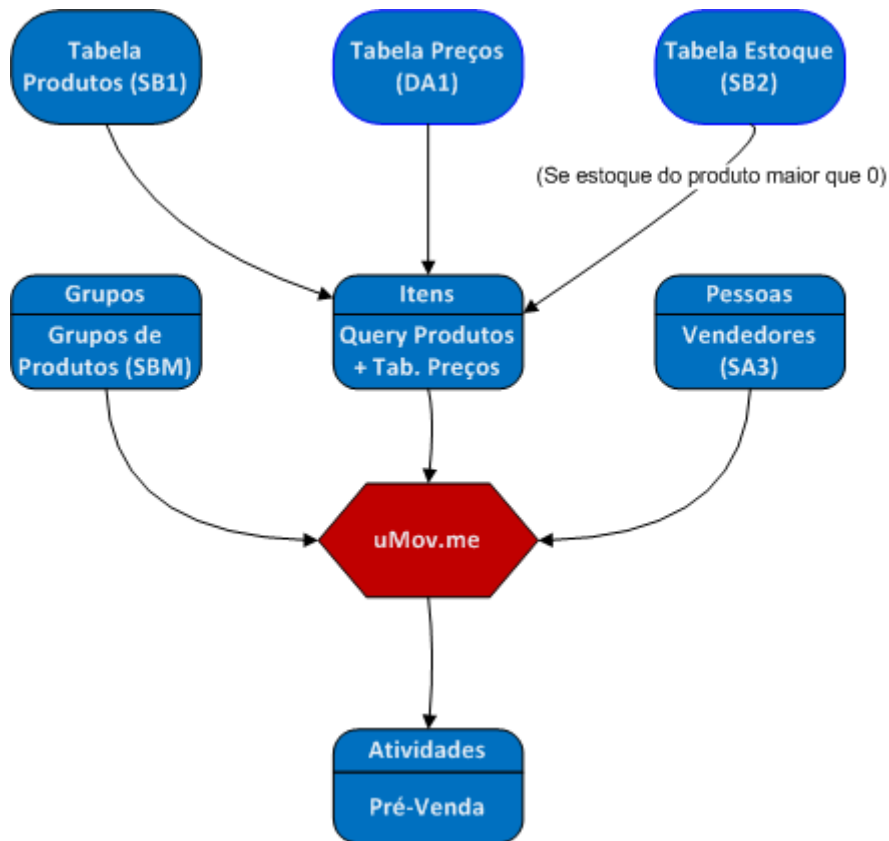 Tabela
Produtos (SB1)
Tabela Preços
(DA1)
Tabela Estoque
(SB2)
(Se estoque do produto maior que 0)
Grupos
Grupos de
Produtos (SBM)
Itens
Query Produtos
+ Tab. Preços
Pessoas
Vendedores
(SA3)
uMov.me
Atividades
Pré-Venda